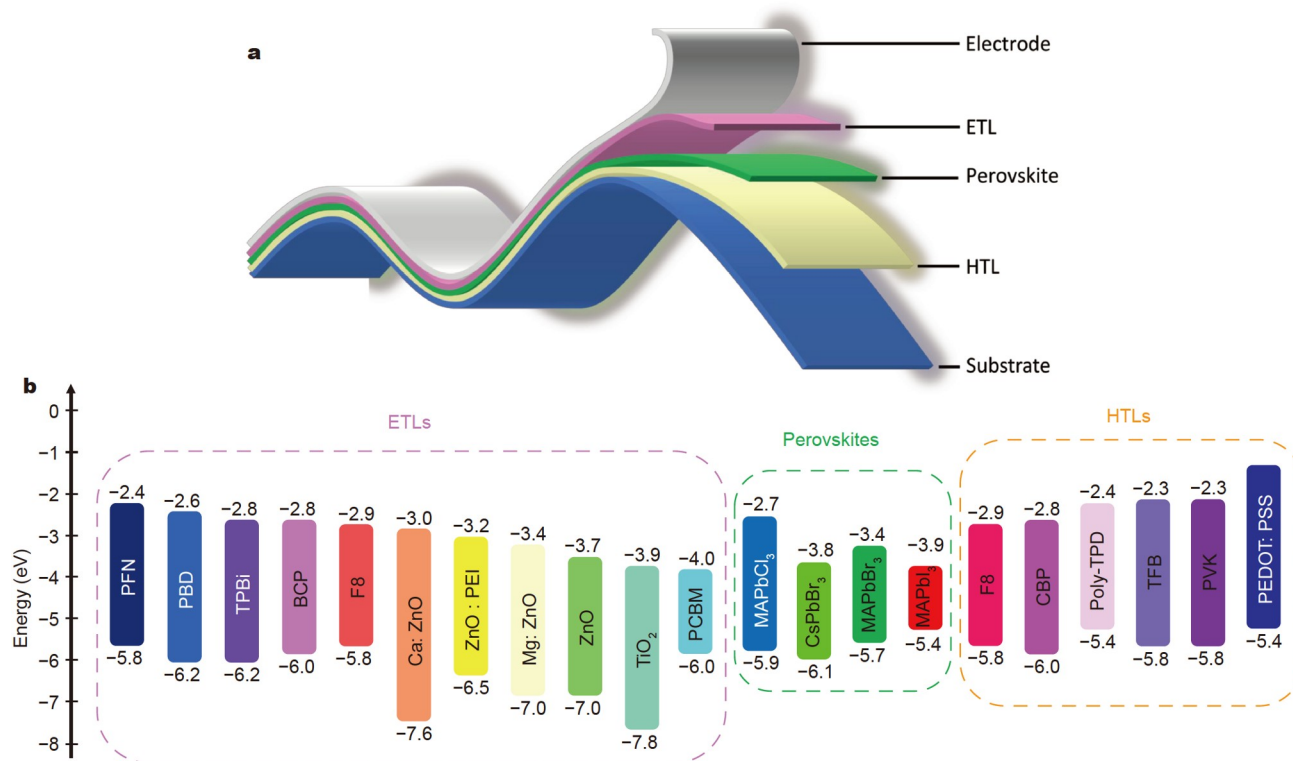 a
Electrode
ETL
Perovskite
HTL
Substrate
b
Energy (eV)
0
−1
−2
−3
−4
−5
−6
−7
−8
ETLs
−2.4
PFN
−5.8
−2.6
PBD
−6.2
−2.8
TPBi
−6.2
−2.8
BCP
−6.0
−2.9
F8
−5.8
−3.0
Ca: ZnO
−7.6
−3.2
ZnO : PEI
−6.5
−3.4
Mg: ZnO
−7.0
−3.7
ZnO
−7.0
−3.9
TiO₂
−7.8
−4.0
PCBM
−6.0
Perovskites
−2.7
MAPbCl₃
−5.9
−3.8
CsPbBr₃
−6.1
−3.4
MAPbBr₃
−5.7
−3.9
MAPbI₃
−5.4
HTLs
−2.9
F8
−5.8
−2.8
CBP
−6.0
−2.4
Poly-TPD
−5.4
−2.3
TFB
−5.8
−2.3
PVK
−5.8
PEDOT: PSS
−5.4